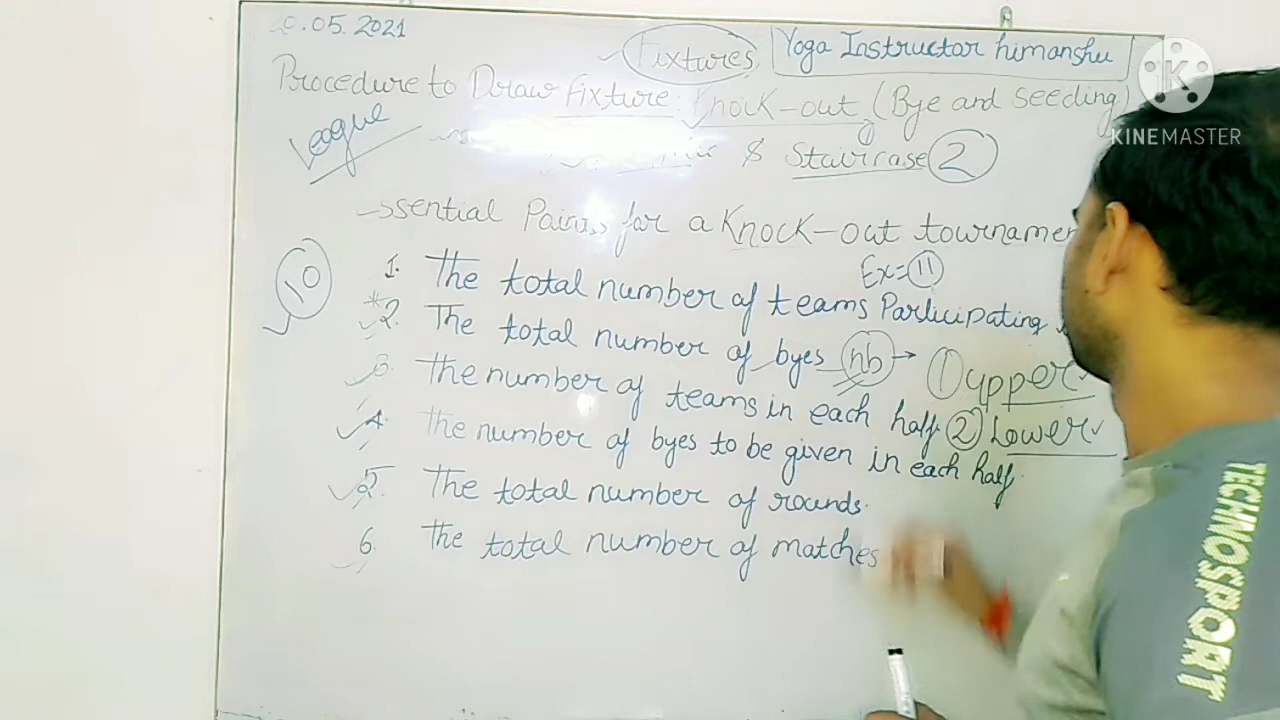 .05.2021
Fixtures
Yoga Instructor himanshu
Procedure to Draw Fixture Knock-out (Bye and Seeding)
League
& Staircase 2
ssential Points for a Knock-out tournamen
Ex=11
10
1. The total number of teams Participating
*2. The total number of byes nb → 1 upper
3. The number of teams in each half. 2 Lower
4. The number of byes to be given in each half.
5. The total number of rounds.
6. The total number of matches
K
KINEMASTER
TECHNOSPORT